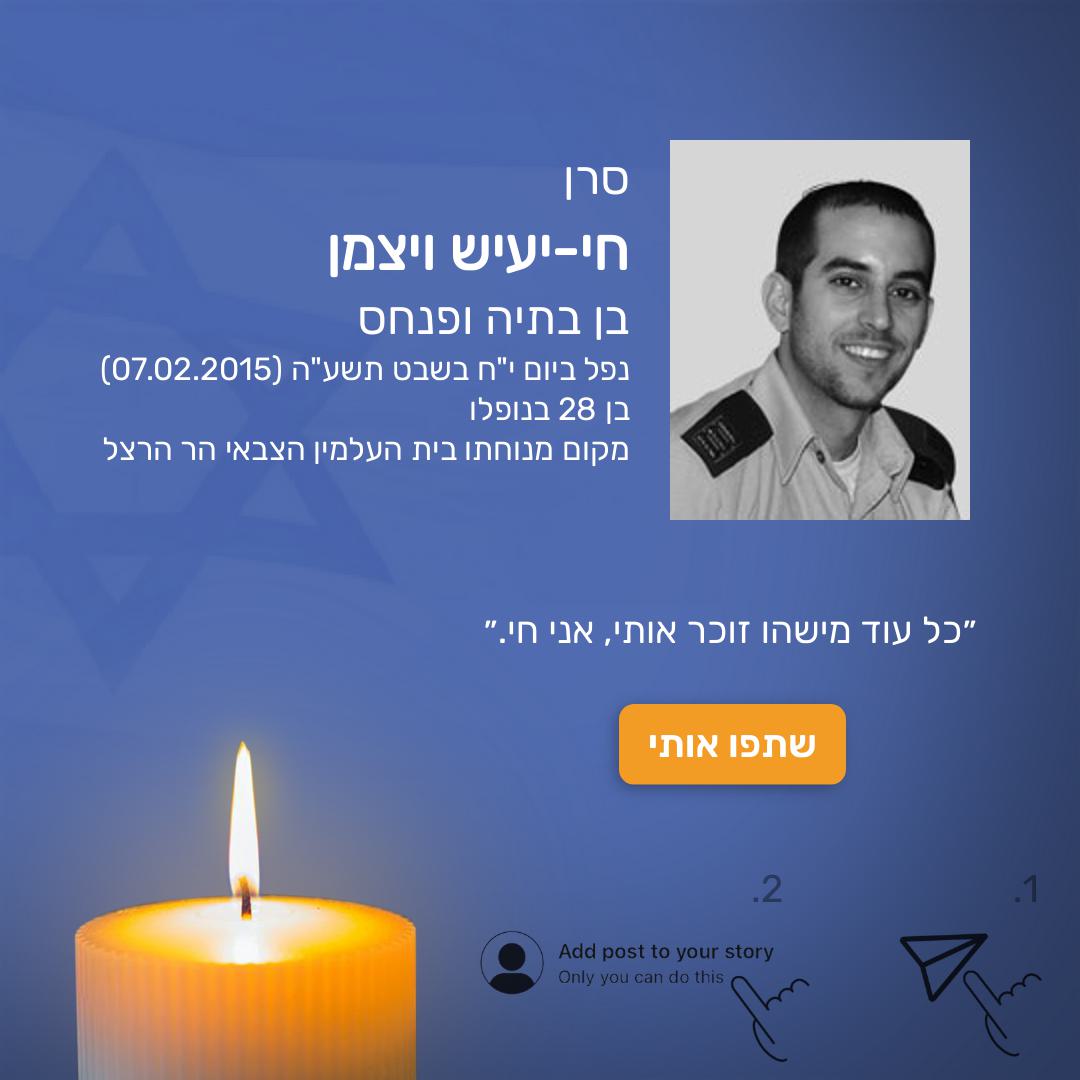 סרן
חי-יעיש ויצמן
בן בתיה ופנחס
נפל ביום י"ח בשבט תשע"ה (07.02.2015)
בן 28 בנופלו
מקום מנוחתו בית העלמין הצבאי הר הרצל
״כל עוד מישהו זוכר אותי, אני חי.״
שתפו אותי
.1
.2
Add post to your story
Only you can do this